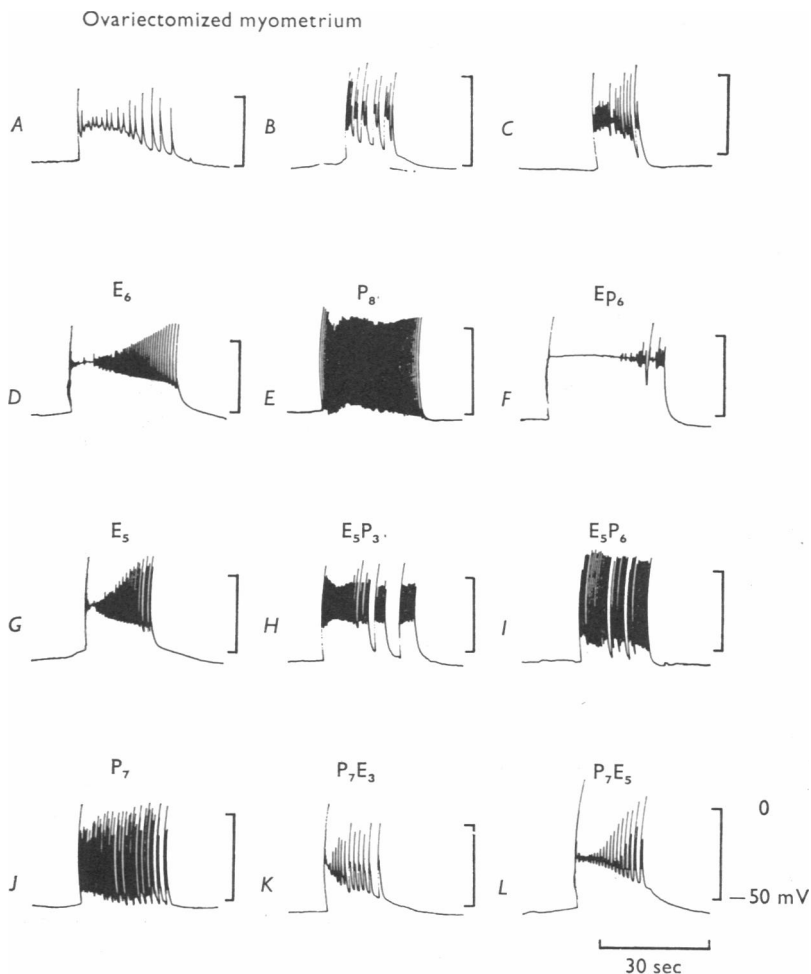 Ovariectomized myometrium
A B C
E₆ P₈ Ep₆
D E F
E₅ E₅P₃ E₅P₆
G H I
P₇ P₇E₃ P₇E₅
0
J K L
—50 mV
30 sec